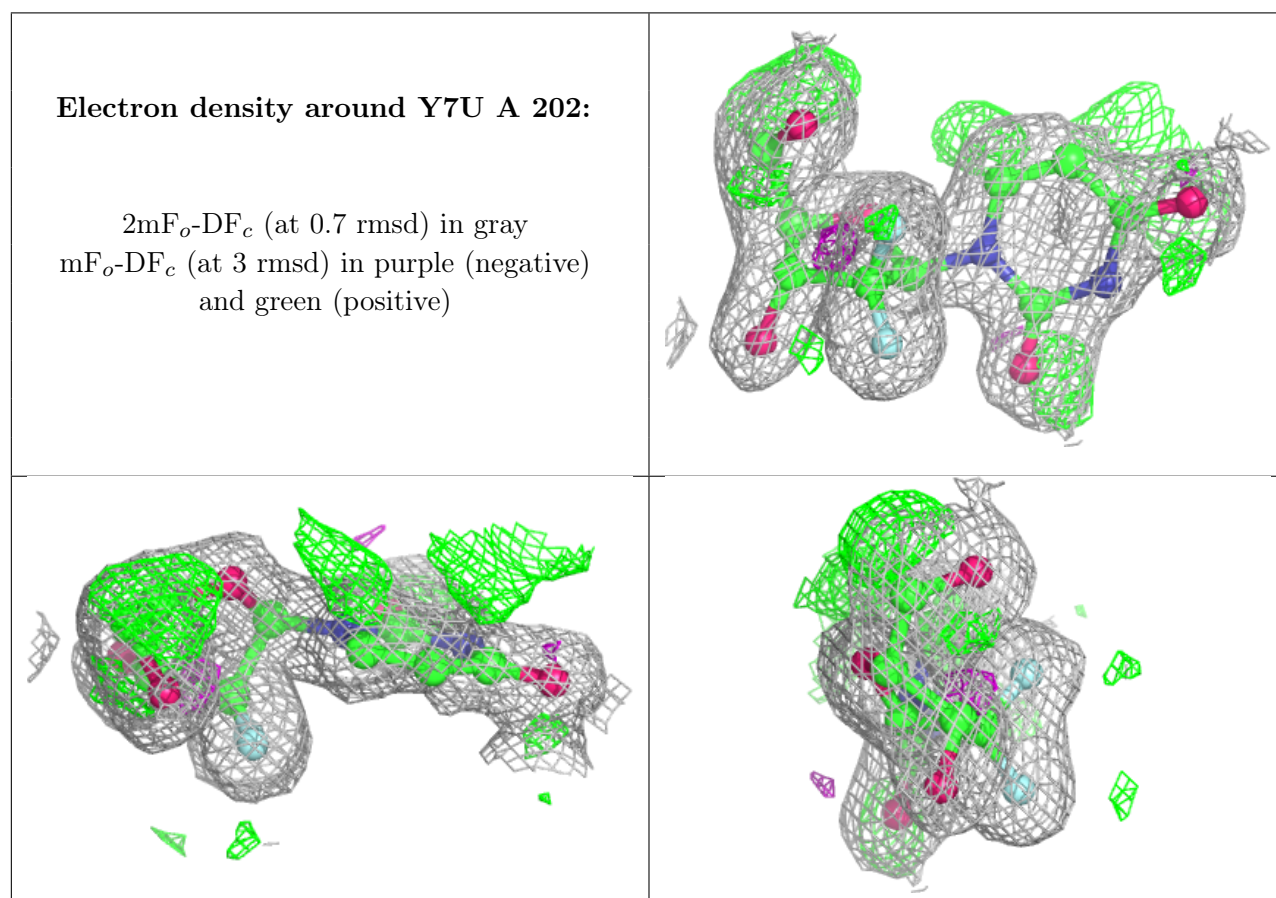 Electron density around Y7U A 202:
2mFo-DFc (at 0.7 rmsd) in gray
mFo-DFc (at 3 rmsd) in purple (negative)
and green (positive)